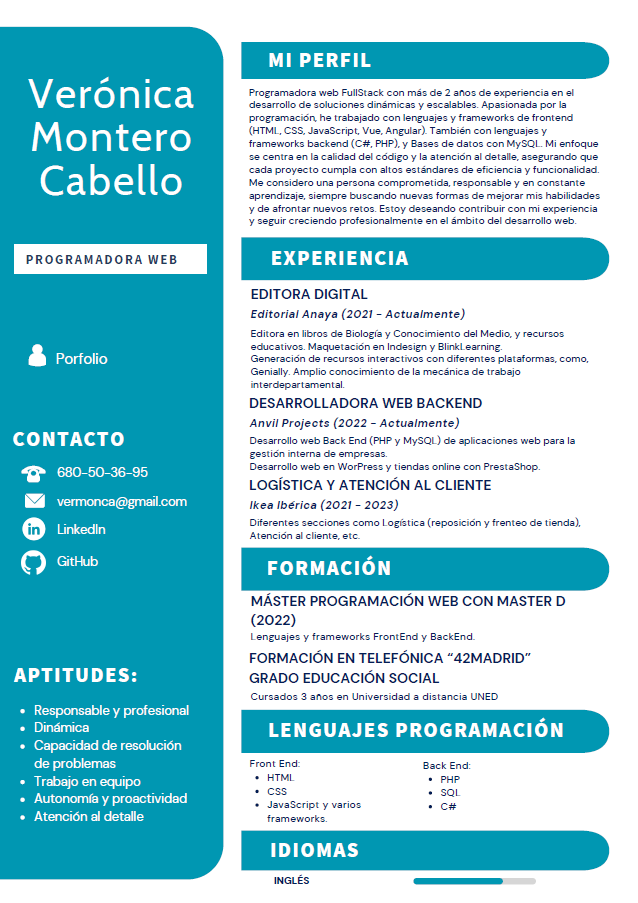 Verónica
Montero
Cabello
PROGRAMADORA WEB
Porfolio
CONTACTO
680-50-36-95
vermonca@gmail.com
LinkedIn
GitHub
APTITUDES:
• Responsable y profesional
• Dinámica
• Capacidad de resolución
de problemas
• Trabajo en equipo
• Autonomía y proactividad
• Atención al detalle
MI PERFIL
Programadora web FullStack con más de 2 años de experiencia en el
desarrollo de soluciones dinámicas y escalables. Apasionada por la
programación, he trabajado con lenguajes y frameworks de frontend
(HTML, CSS, JavaScript, Vue, Angular). También con lenguajes y
frameworks backend (C#, PHP), y Bases de datos con MySQL. Mi enfoque
se centra en la calidad del código y la atención al detalle, asegurando que
cada proyecto cumpla con altos estándares de eficiencia y funcionalidad.
Me considero una persona comprometida, responsable y en constante
aprendizaje, siempre buscando nuevas formas de mejorar mis habilidades
y de afrontar nuevos retos. Estoy deseando contribuir con mi experiencia
y seguir creciendo profesionalmente en el ámbito del desarrollo web.
EXPERIENCIA
EDITORA DIGITAL
Editorial Anaya (2021 - Actualmente)
Editora en libros de Biología y Conocimiento del Medio, y recursos
educativos. Maquetación en Indesign y BlinkLearning.
Generación de recursos interactivos con diferentes plataformas, como,
Genially. Amplio conocimiento de la mecánica de trabajo
interdepartamental.
DESARROLLADORA WEB BACKEND
Anvil Projects (2022 - Actualmente)
Desarrollo web Back End (PHP y MySQL) de aplicaciones web para la
gestión interna de empresas.
Desarrollo web en WorPress y tiendas online con PrestaShop.
LOGÍSTICA Y ATENCIÓN AL CLIENTE
Ikea Ibérica (2021 - 2023)
Diferentes secciones como Logística (reposición y frenteo de tienda),
Atención al cliente, etc.
FORMACIÓN
MÁSTER PROGRAMACIÓN WEB CON MASTER D
(2022)
Lenguajes y frameworks FrontEnd y BackEnd.
FORMACIÓN EN TELEFÓNICA “42MADRID”
GRADO EDUCACIÓN SOCIAL
Cursados 3 años en Universidad a distancia UNED
LENGUAJES PROGRAMACIÓN
Front End:
• HTML
• CSS
• JavaScript y varios
frameworks.
Back End:
• PHP
• SQL
• C#
IDIOMAS
INGLÉS